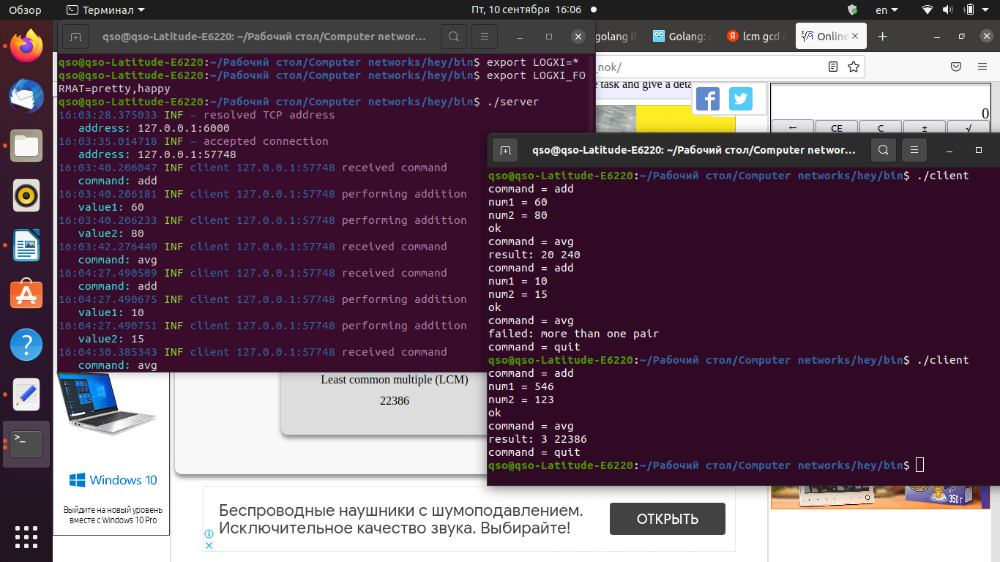 Обзор
Терминал
Пт, 10 сентября 16:06
en
qso@qso-Latitude-E6220: ~/Рабочий стол/Computer networ...
qso@qso-Latitude-E6220:~/Рабочий стол/Computer networks/hey/bin$ export LOGXI=*
qso@qso-Latitude-E6220:~/Рабочий стол/Computer networks/hey/bin$ export LOGXI_FO
RMAT=pretty,happy
qso@qso-Latitude-E6220:~/Рабочий стол/Computer networks/hey/bin$ ./server
16:03:28.375033 INF ~ resolved TCP address
address: 127.0.0.1:6000
16:03:35.014718 INF ~ accepted connection
address: 127.0.0.1:57748
16:03:40.206047 INF client 127.0.0.1:57748 received command
command: add
16:03:40.206181 INF client 127.0.0.1:57748 performing addition
value1: 60
16:03:40.206233 INF client 127.0.0.1:57748 performing addition
value2: 80
16:03:42.276449 INF client 127.0.0.1:57748 received command
command: avg
16:04:27.490509 INF client 127.0.0.1:57748 received command
command: add
16:04:27.490675 INF client 127.0.0.1:57748 performing addition
value1: 10
16:04:27.490751 INF client 127.0.0.1:57748 performing addition
value2: 15
16:04:30.385343 INF client 127.0.0.1:57748 received command
command: avg
golang if
Golang:
lcm gcd
Online
_nok/
e task and give a deta
0
←
CE
C
±
√
qso@qso-Latitude-E6220: ~/Рабочий стол/Computer networ...
qso@qso-Latitude-E6220:~/Рабочий стол/Computer networks/hey/bin$ ./client
command = add
num1 = 60
num2 = 80
ok
command = avg
result: 20 240
command = add
num1 = 10
num2 = 15
ok
command = avg
failed: more than one pair
command = quit
qso@qso-Latitude-E6220:~/Рабочий стол/Computer networks/hey/bin$ ./client
command = add
num1 = 546
num2 = 123
ok
command = avg
result: 3 22386
command = quit
qso@qso-Latitude-E6220:~/Рабочий стол/Computer networks/hey/bin$
Least common multiple (LCM)
22386
Windows 10
Выйдите на новый уровень
вместе с Windows 10 Pro
Беспроводные наушники с шумоподавлением.
Исключительное качество звука. Выбирайте!
ОТКРЫТЬ
350 г